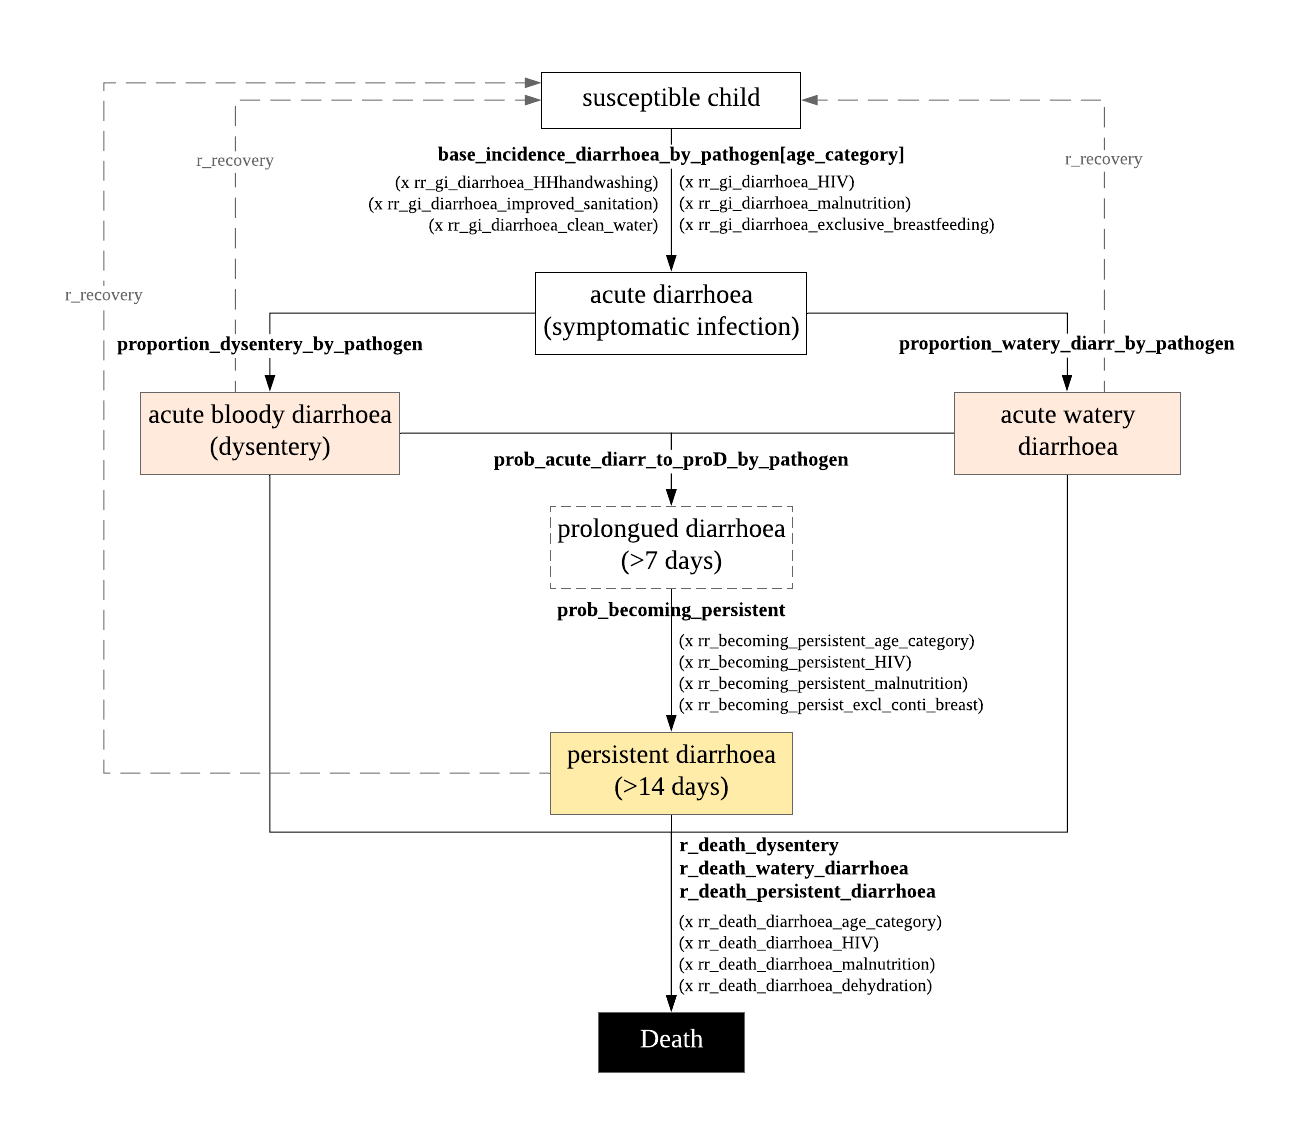 susceptible child
base_incidence_diarrhoea_by_pathogen[age_category]
r_recovery
r_recovery
(x rr_gi_diarrhoea_HHhandwashing)
(x rr_gi_diarrhoea_improved_sanitation)
(x rr_gi_diarrhoea_clean_water)
(x rr_gi_diarrhoea_HIV)
(x rr_gi_diarrhoea_malnutrition)
(x rr_gi_diarrhoea_exclusive_breastfeeding)
r_recovery
acute diarrhoea
(symptomatic infection)
proportion_dysentery_by_pathogen
proportion_watery_diarr_by_pathogen
acute bloody diarrhoea
(dysentery)
acute watery
diarrhoea
prob_acute_diarr_to_proD_by_pathogen
prolongued diarrhoea
(>7 days)
prob_becoming_persistent
(x rr_becoming_persistent_age_category)
(x rr_becoming_persistent_HIV)
(x rr_becoming_persistent_malnutrition)
(x rr_becoming_persist_excl_conti_breast)
persistent diarrhoea
(>14 days)
r_death_dysentery
r_death_watery_diarrhoea
r_death_persistent_diarrhoea
(x rr_death_diarrhoea_age_category)
(x rr_death_diarrhoea_HIV)
(x rr_death_diarrhoea_malnutrition)
(x rr_death_diarrhoea_dehydration)
Death